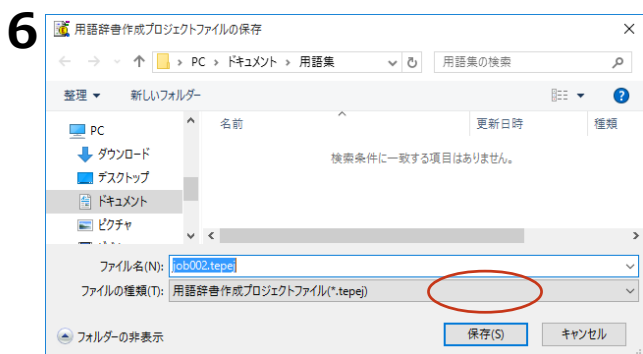 6
用語辞書作成プロジェクトファイルの保存
PC › ドキュメント › 用語集
用語集の検索
整理
新しいフォルダー
名前
更新日時
種類
PC
ダウンロード
デスクトップ
ドキュメント
ピクチャ
検索条件に一致する項目はありません。
ファイル名(N):
job002.tepej
ファイルの種類(T):
用語辞書作成プロジェクトファイル(*.tepej)
フォルダーの非表示
保存(S)
キャンセル